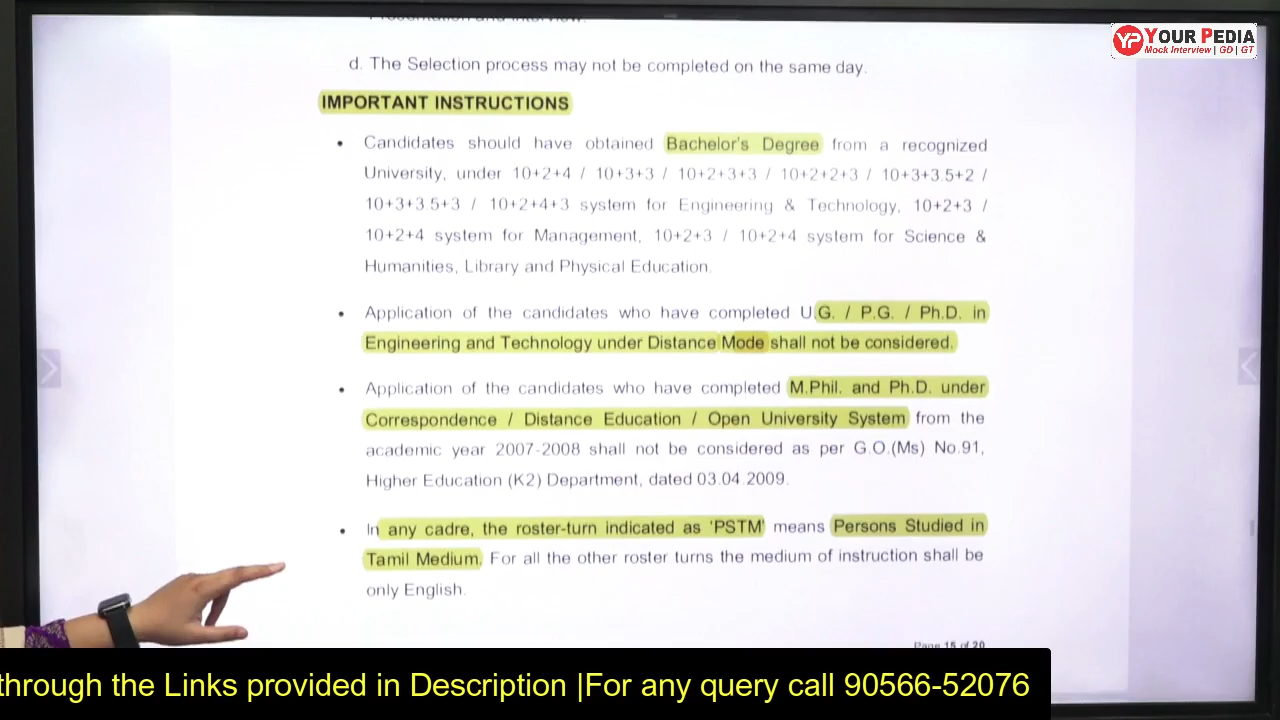 Presentation and Interview.
YOUR PEDIA
Mock Interview | GD | GT
d. The Selection process may not be completed on the same day.
IMPORTANT INSTRUCTIONS
• Candidates should have obtained Bachelor's Degree from a recognized
University, under 10+2+4 / 10+3+3 / 10+2+3+3 / 10+2+2+3 / 10+3+3.5+2 /
10+3+3.5+3 / 10+2+4+3 system for Engineering & Technology, 10+2+3 /
10+2+4 system for Management, 10+2+3 / 10+2+4 system for Science &
Humanities, Library and Physical Education.
• Application of the candidates who have completed U.G. / P.G. / Ph.D. in
Engineering and Technology under Distance Mode shall not be considered.
• Application of the candidates who have completed M.Phil. and Ph.D. under
Correspondence / Distance Education / Open University System from the
academic year 2007-2008 shall not be considered as per G.O.(Ms) No.91,
Higher Education (K2) Department, dated 03.04.2009.
• In any cadre, the roster-turn indicated as 'PSTM' means Persons Studied in
Tamil Medium. For all the other roster turns the medium of instruction shall be
only English.
Page 15 of 20
through the Links provided in Description |For any query call 90566-52076